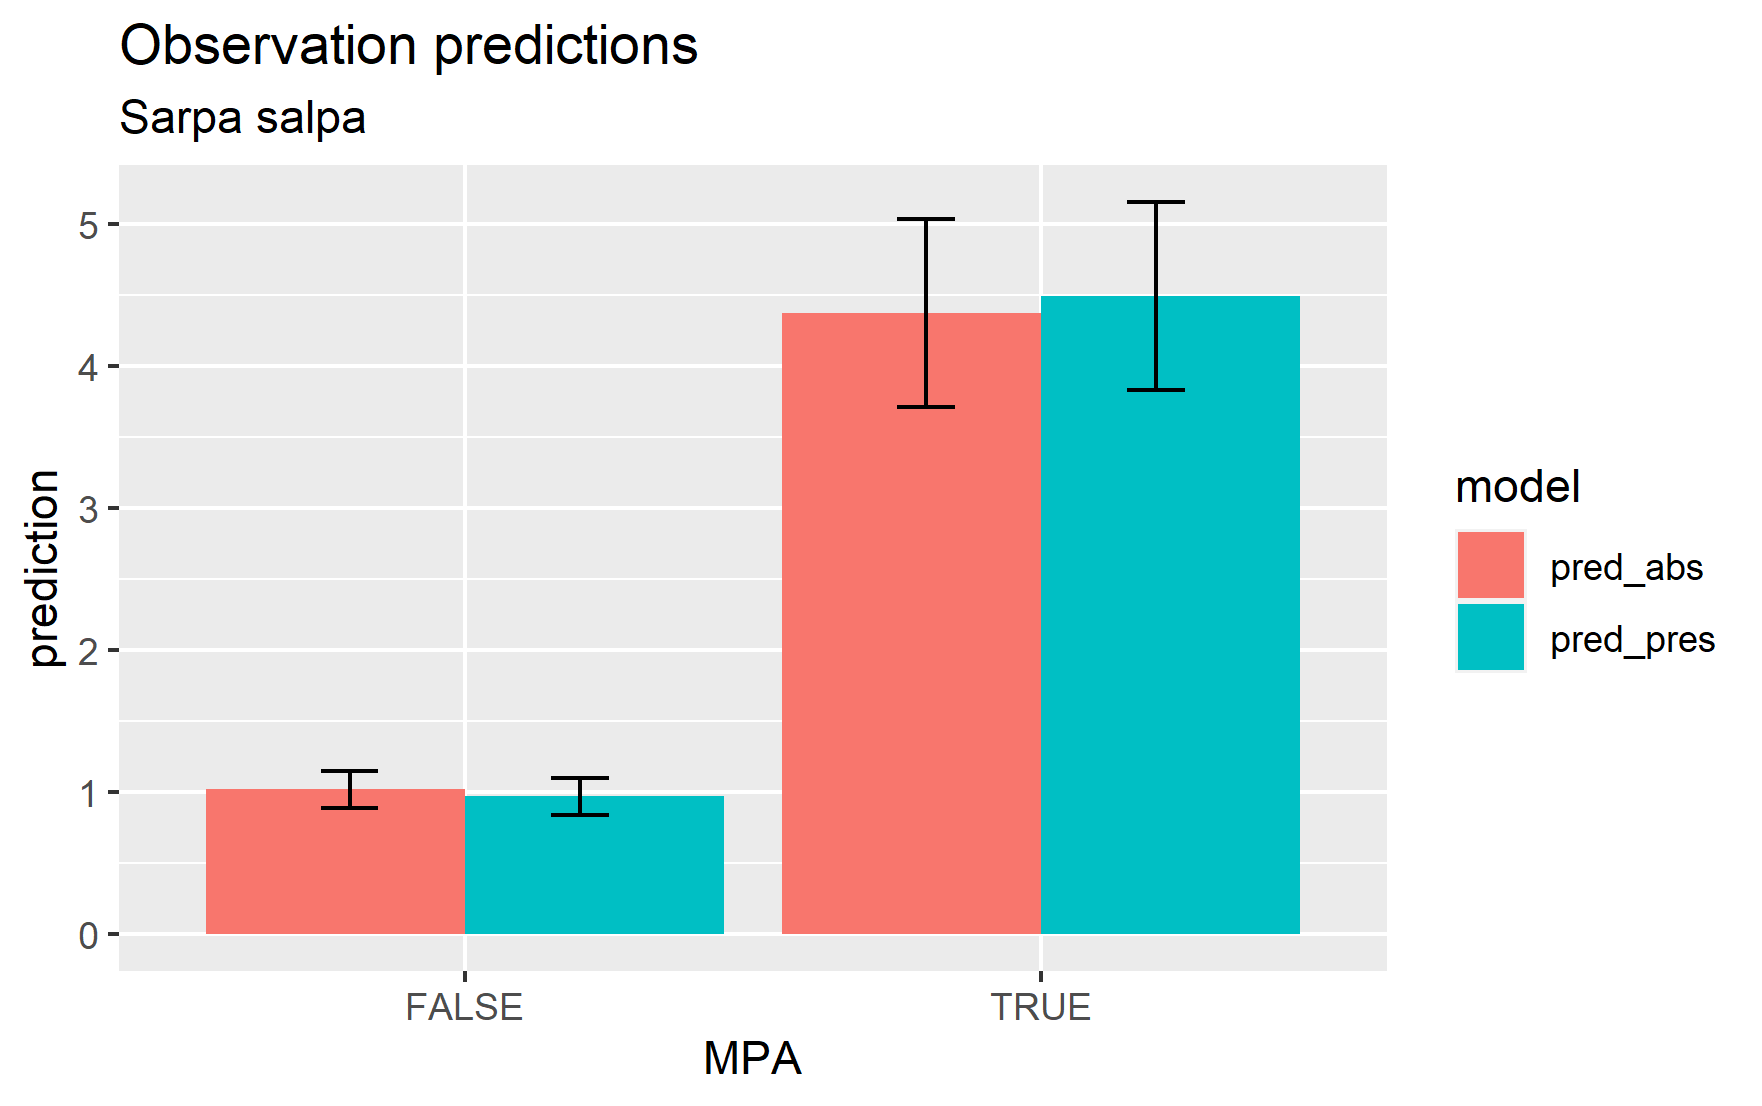 Observation predictions
Sarpa salpa
prediction
5
4
3
2
1
0
FALSE TRUE
MPA
model
pred_abs
pred_pres